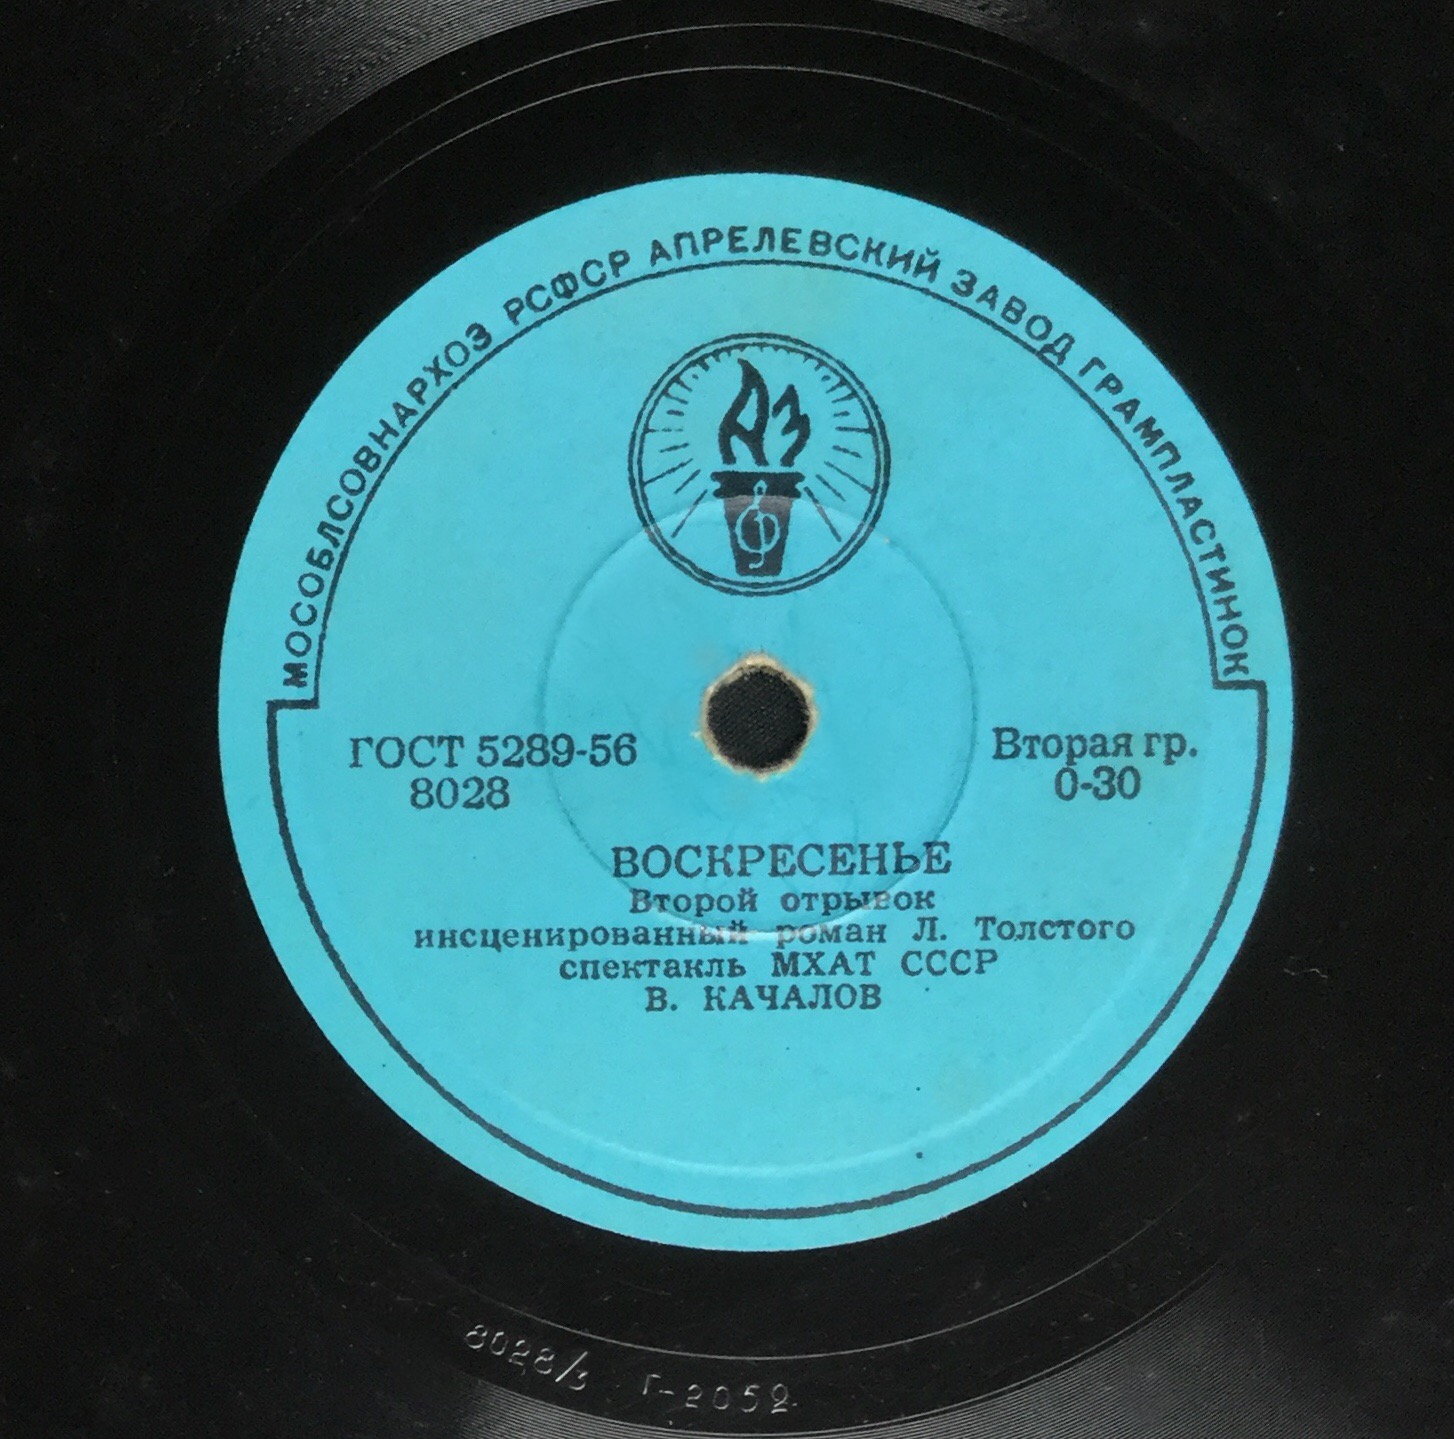 МОСОБЛСОВНАРХОЗ РСФСР АПРЕЛЕВСКИЙ ЗАВОД ГРАМПЛАСТИНОК
АЗ
ГОСТ 5289-56
8028
Вторая гр.
0-30
ВОСКРЕСЕНЬЕ
Второй отрывок
инсценированный роман Л. Толстого
спектакль МХАТ СССР
В. КАЧАЛОВ
8028/3 Г-2052